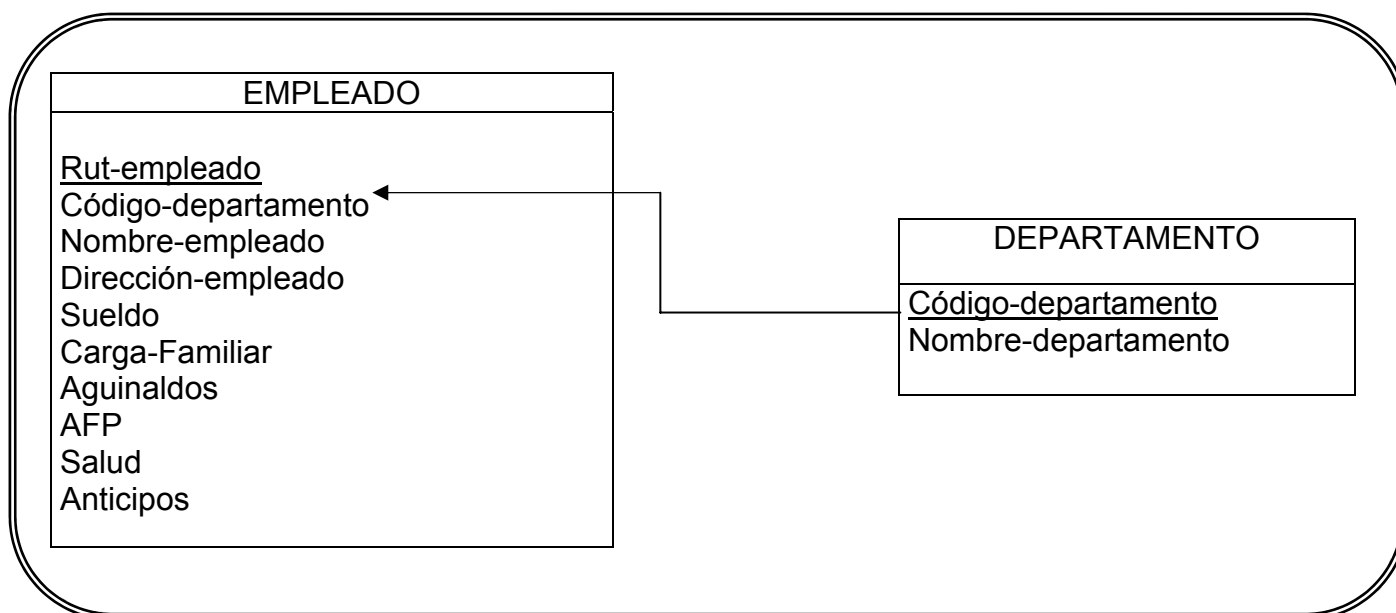 EMPLEADO
Rut-empleado
Código-departamento
Nombre-empleado
Dirección-empleado
Sueldo
Carga-Familiar
Aguinaldos
AFP
Salud
Anticipos
DEPARTAMENTO
Código-departamento
Nombre-departamento